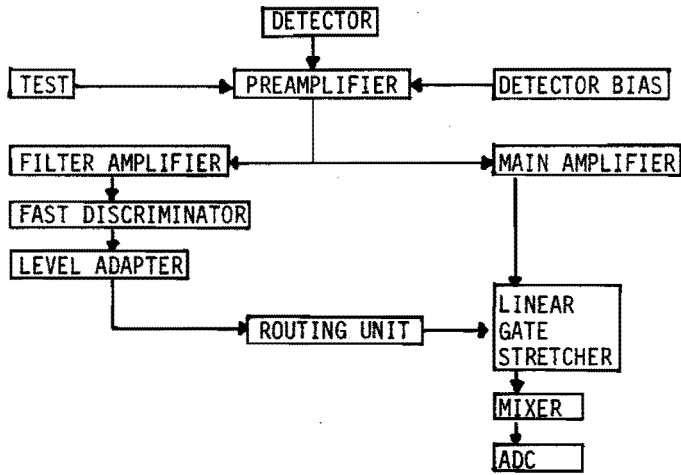 DETECTOR
TEST
PREAMPLIFIER
DETECTOR BIAS
FILTER AMPLIFIER
MAIN AMPLIFIER
FAST DISCRIMINATOR
LEVEL ADAPTER
ROUTING UNIT
LINEAR
GATE
STRETCHER
MIXER
ADC